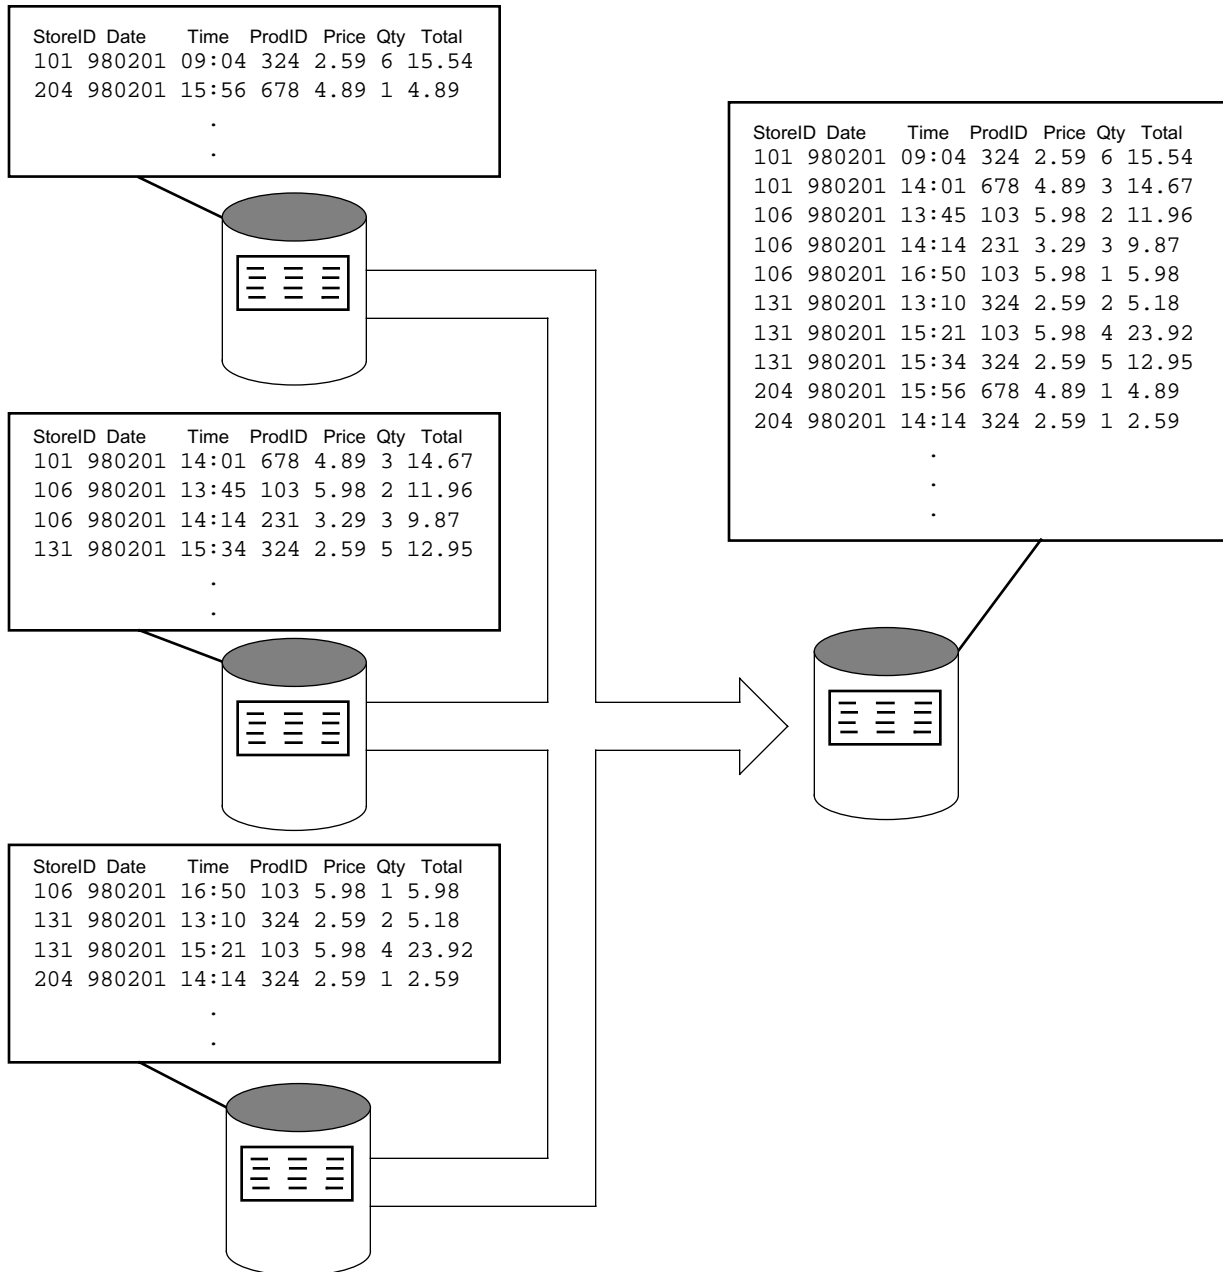 StoreID Date Time ProdID Price Qty Total
101 980201 09:04 324 2.59 6 15.54
204 980201 15:56 678 4.89 1 4.89
.
.
StoreID Date Time ProdID Price Qty Total
101 980201 14:01 678 4.89 3 14.67
106 980201 13:45 103 5.98 2 11.96
106 980201 14:14 231 3.29 3 9.87
131 980201 15:34 324 2.59 5 12.95
.
.
StoreID Date Time ProdID Price Qty Total
106 980201 16:50 103 5.98 1 5.98
131 980201 13:10 324 2.59 2 5.18
131 980201 15:21 103 5.98 4 23.92
204 980201 14:14 324 2.59 1 2.59
.
.
StoreID Date Time ProdID Price Qty Total
101 980201 09:04 324 2.59 6 15.54
101 980201 14:01 678 4.89 3 14.67
106 980201 13:45 103 5.98 2 11.96
106 980201 14:14 231 3.29 3 9.87
106 980201 16:50 103 5.98 1 5.98
131 980201 13:10 324 2.59 2 5.18
131 980201 15:21 103 5.98 4 23.92
131 980201 15:34 324 2.59 5 12.95
204 980201 15:56 678 4.89 1 4.89
204 980201 14:14 324 2.59 1 2.59
.
.
.